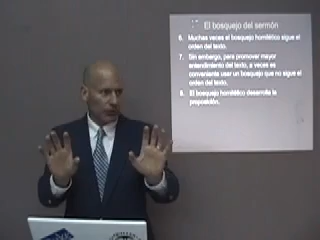 El bosquejo del sermón
6. Muchas veces el bosquejo homilético sigue el
orden del texto.
7. Sin embargo, para promover mayor
entendimiento del texto, a veces es
conveniente usar un bosquejo que no sigue el
orden del texto.
8. El bosquejo homilético desarrolla la
proposición.